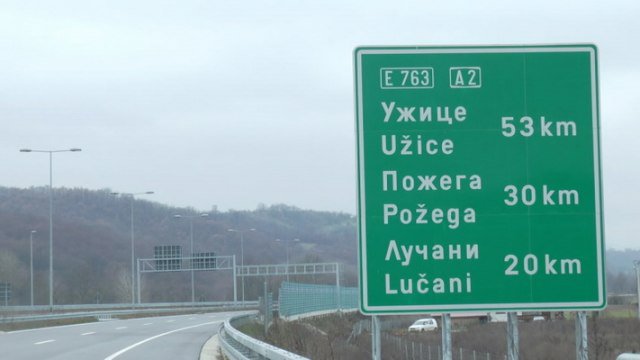 E 763 A2
Ужице
Užice
53 km
Пожега
Požega
30 km
Лучани
Lučani
20 km